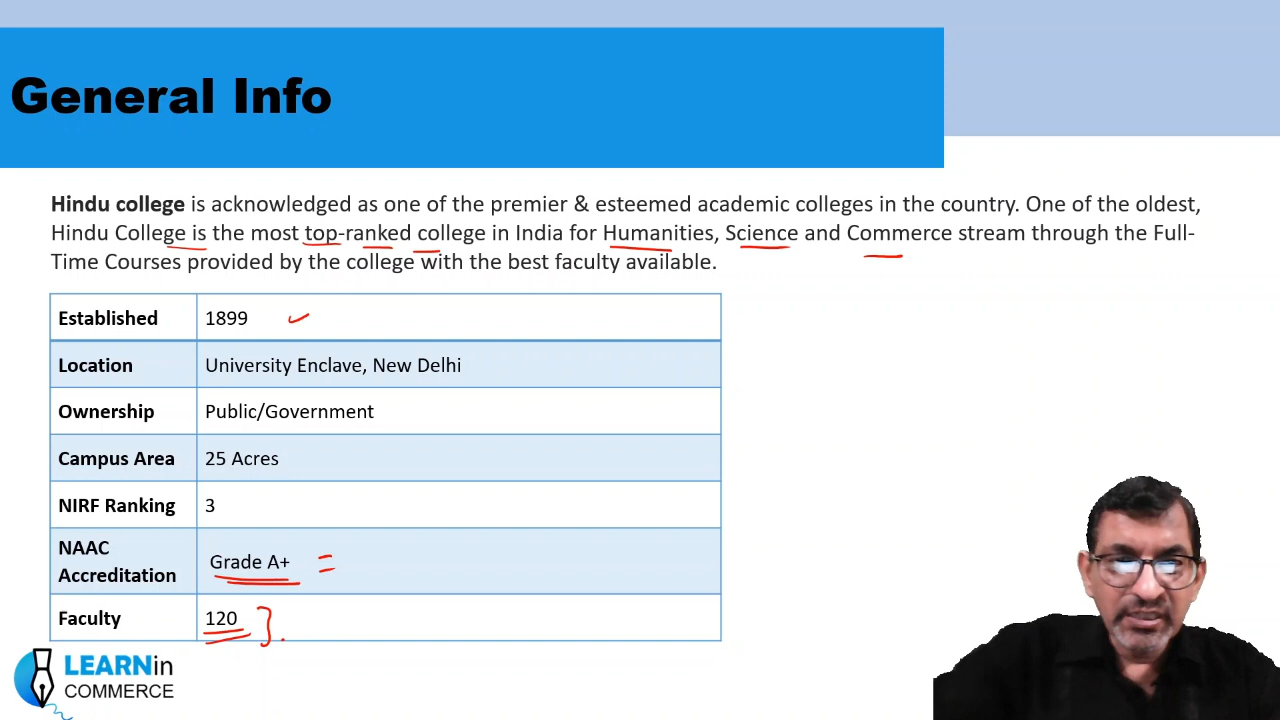 General Info
Hindu college is acknowledged as one of the premier & esteemed academic colleges in the country. One of the oldest,
Hindu College is the most top-ranked college in India for Humanities, Science and Commerce stream through the Full-
Time Courses provided by the college with the best faculty available.
Established 1899
Location University Enclave, New Delhi
Ownership Public/Government
Campus Area 25 Acres
NIRF Ranking 3
NAAC
Accreditation Grade A+
Faculty 120
LEARNin
COMMERCE